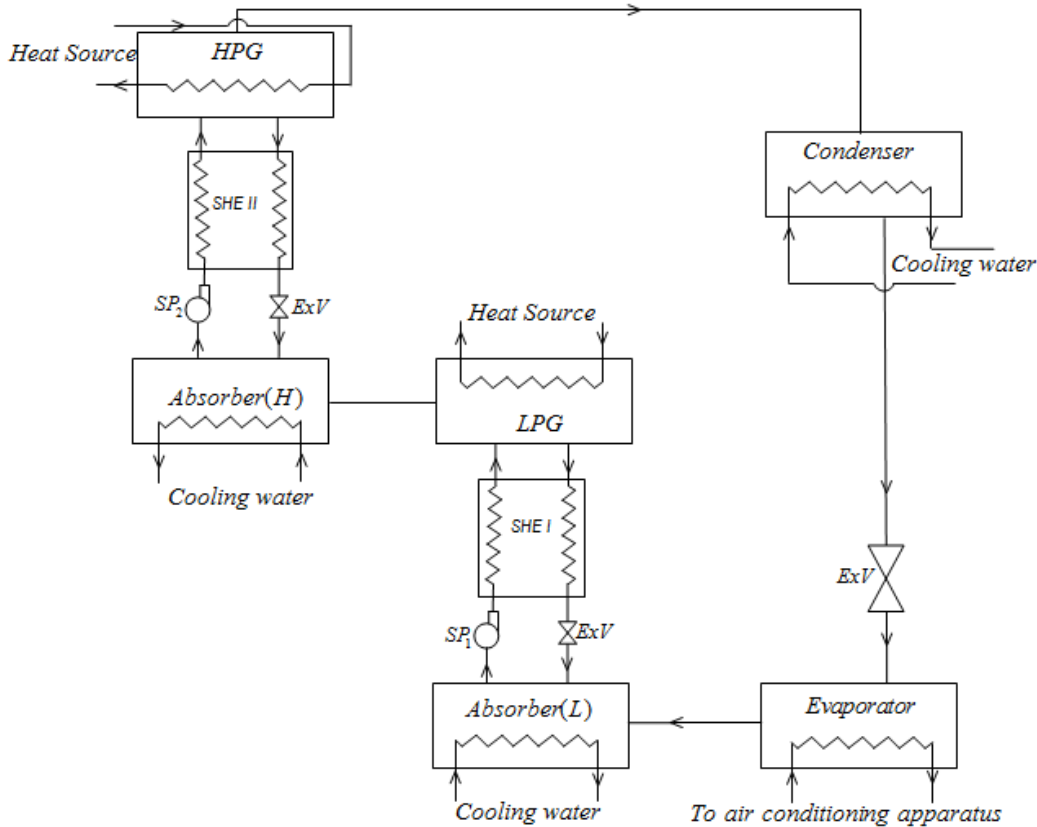 HPG
Heat Source
Condenser
SHE II
Cooling water
SP2
ExV
Heat Source
Absorber(H)
LPG
Cooling water
SHE I
ExV
SP1
ExV
Absorber(L)
Evaporator
Cooling water
To air conditioning apparatus